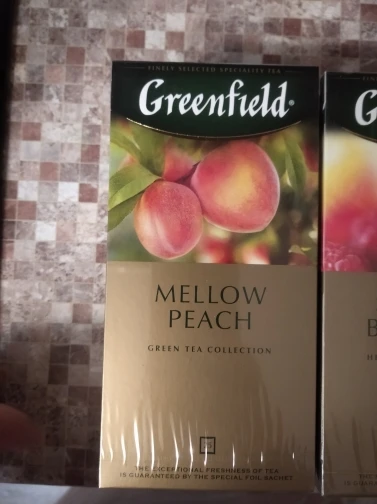 FINELY SELECTED SPECIALITY TEA
Greenfield®
MELLOW
PEACH
GREEN TEA COLLECTION
THE EXCEPTIONAL FRESHNESS OF TEA
IS GUARANTEED BY THE SPECIAL FOIL SACHET
G
B